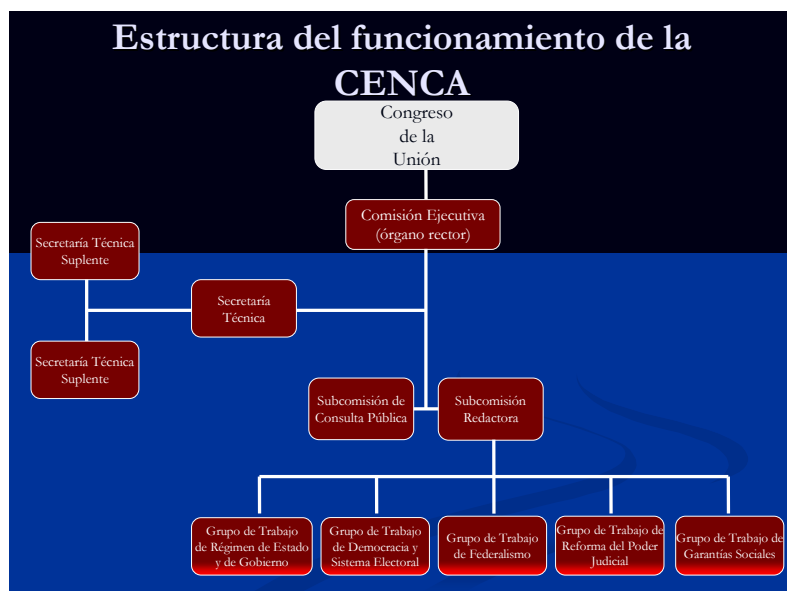 Estructura del funcionamiento de la
CENCA
Congreso
de la
Unión
Comisión Ejecutiva
(órgano rector)
Secretaría Técnica
Suplente
Secretaría
Técnica
Secretaría Técnica
Suplente
Subcomisión de
Consulta Pública
Subcomisión
Redactora
Grupo de Trabajo
de Régimen de Estado
y de Gobierno
Grupo de Trabajo
de Democracia y
Sistema Electoral
Grupo de Trabajo
de Federalismo
Grupo de Trabajo de
Reforma del Poder
Judicial
Grupo de Trabajo de
Garantías Sociales